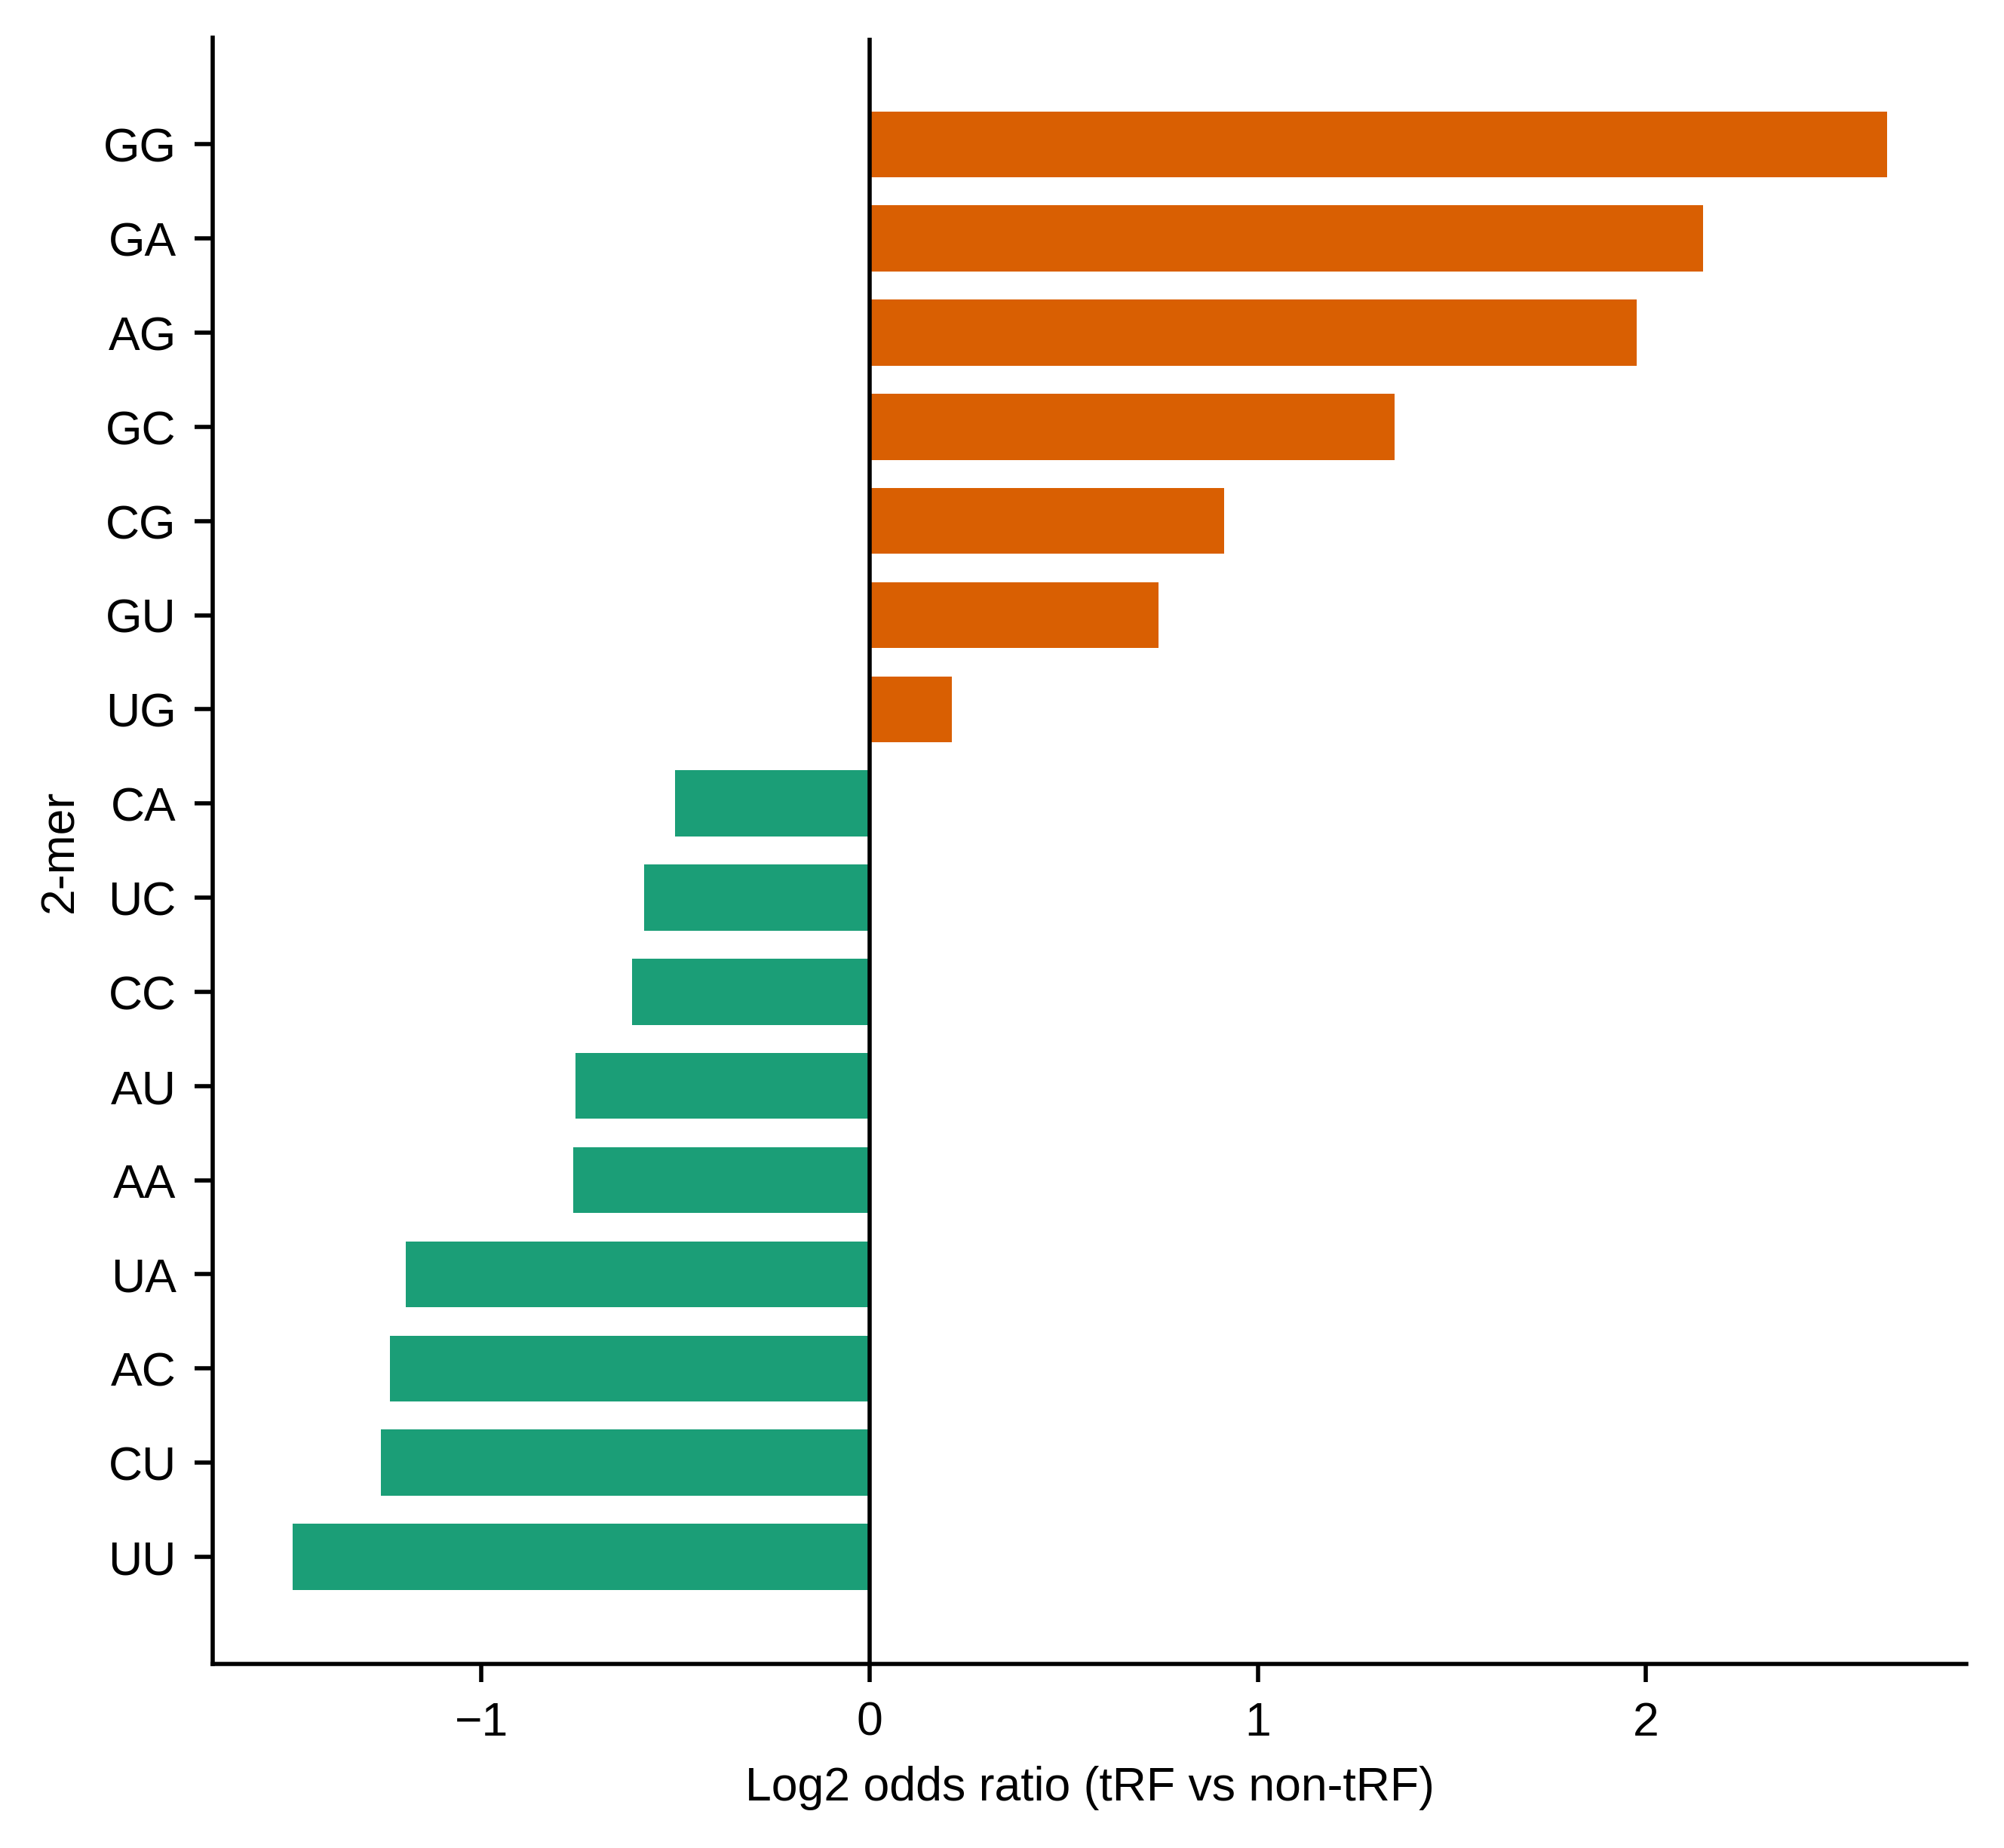 GG
GA
AG
GC
CG
GU
UG
CA
UC
CC
AU
AA
UA
AC
CU
UU
2-mer
−1 0 1 2
Log2 odds ratio (tRF vs non-tRF)